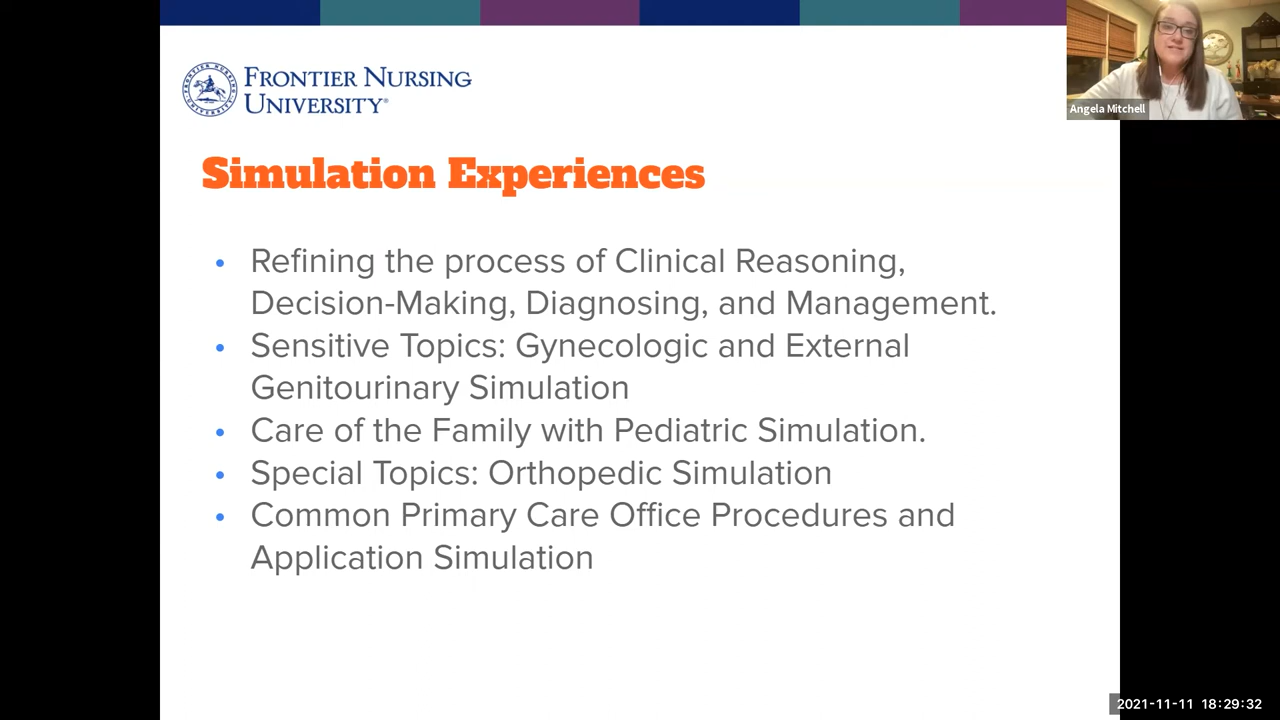 FRONTIER NURSING
UNIVERSITY®
Angela Mitchell
Simulation Experiences
• Refining the process of Clinical Reasoning,
Decision-Making, Diagnosing, and Management.
• Sensitive Topics: Gynecologic and External
Genitourinary Simulation
• Care of the Family with Pediatric Simulation.
• Special Topics: Orthopedic Simulation
• Common Primary Care Office Procedures and
Application Simulation
2021-11-11 18:29:32